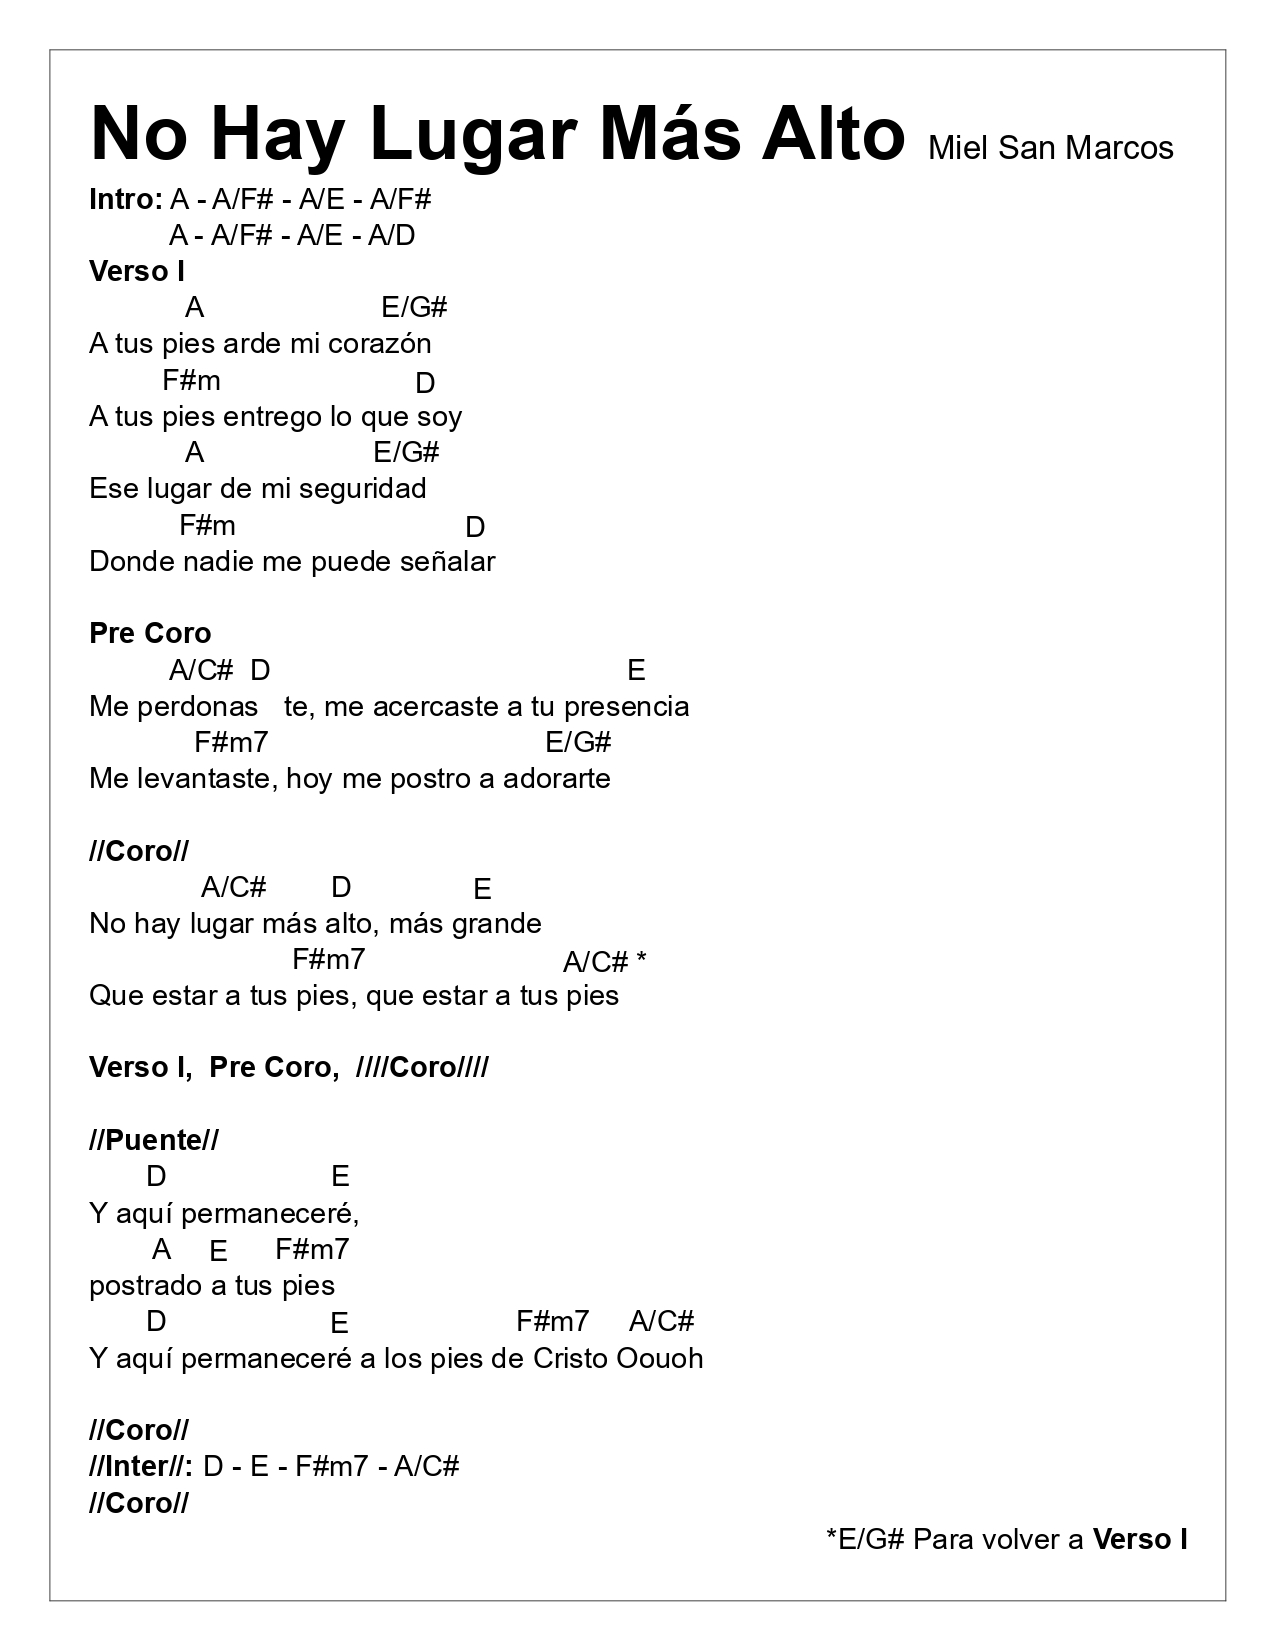 No Hay Lugar Más Alto Miel San Marcos
Intro: A - A/F# - A/E - A/F#
A - A/F# - A/E - A/D
Verso I
A E/G#
A tus pies arde mi corazón
F#m D
A tus pies entrego lo que soy
A E/G#
Ese lugar de mi seguridad
F#m D
Donde nadie me puede señalar
Pre Coro
A/C# D E
Me perdonas te, me acercaste a tu presencia
F#m7 E/G#
Me levantaste, hoy me postro a adorarte
//Coro//
A/C# D E
No hay lugar más alto, más grande
F#m7 A/C# *
Que estar a tus pies, que estar a tus pies
Verso I, Pre Coro, ////Coro////
//Puente//
D E
Y aquí permaneceré,
A E F#m7
postrado a tus pies
D E F#m7 A/C#
Y aquí permaneceré a los pies de Cristo Oouoh
//Coro//
//Inter//: D - E - F#m7 - A/C#
//Coro//
*E/G# Para volver a Verso I